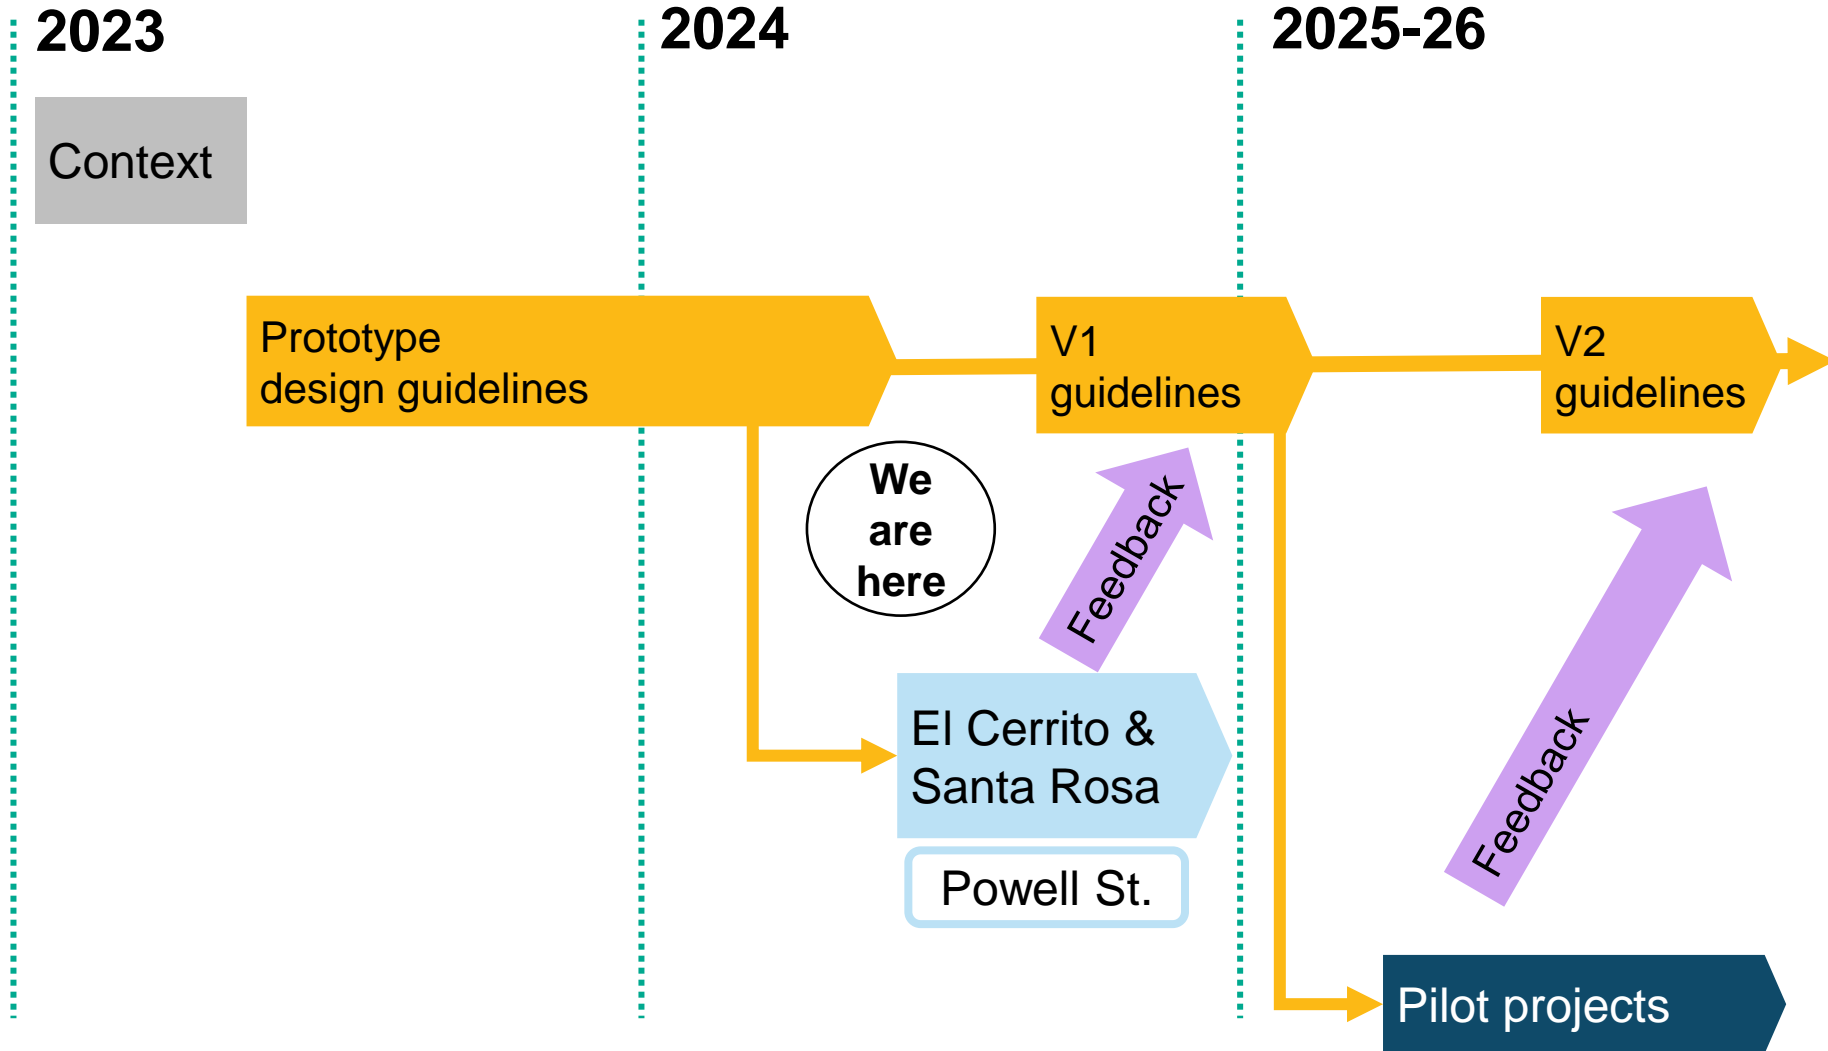 2023
2024
2025-26
Context
Prototype
design guidelines
V1
guidelines
V2
guidelines
We
are
here
Feedback
El Cerrito &
Santa Rosa
Powell St.
Feedback
Pilot projects